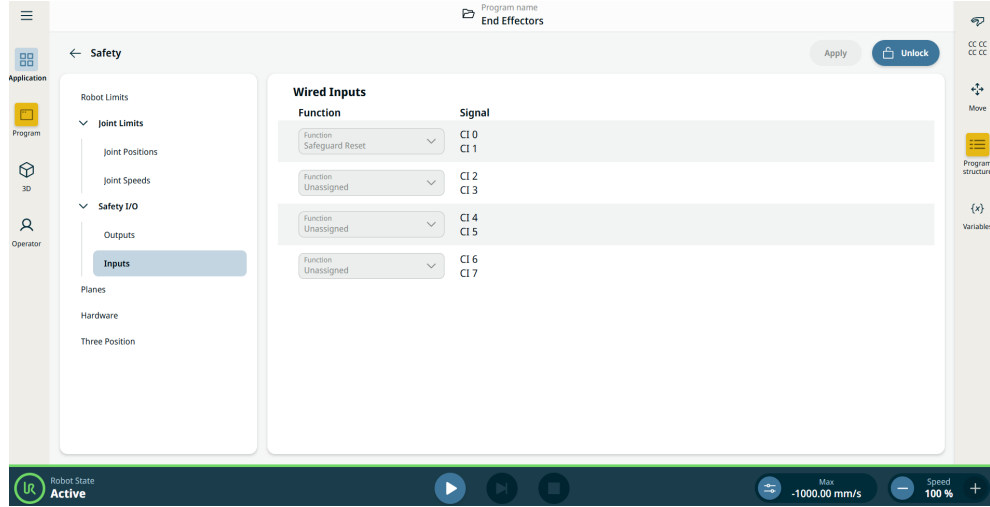 Program name
End Effectors
Application
Program
3D
Operator
Safety
Apply
Unlock
Robot Limits
Joint Limits
Joint Positions
Joint Speeds
Safety I/O
Outputs
Inputs
Planes
Hardware
Three Position
Wired Inputs
Function
Signal
Function
Safeguard Reset
CI 0
CI 1
Function
Unassigned
CI 2
CI 3
Function
Unassigned
CI 4
CI 5
Function
Unassigned
CI 6
CI 7
CC CC
CC CC
Move
Program
structure
{x}
Variables
UR
Robot State
Active
Max
-1000.00 mm/s
Speed
100 %